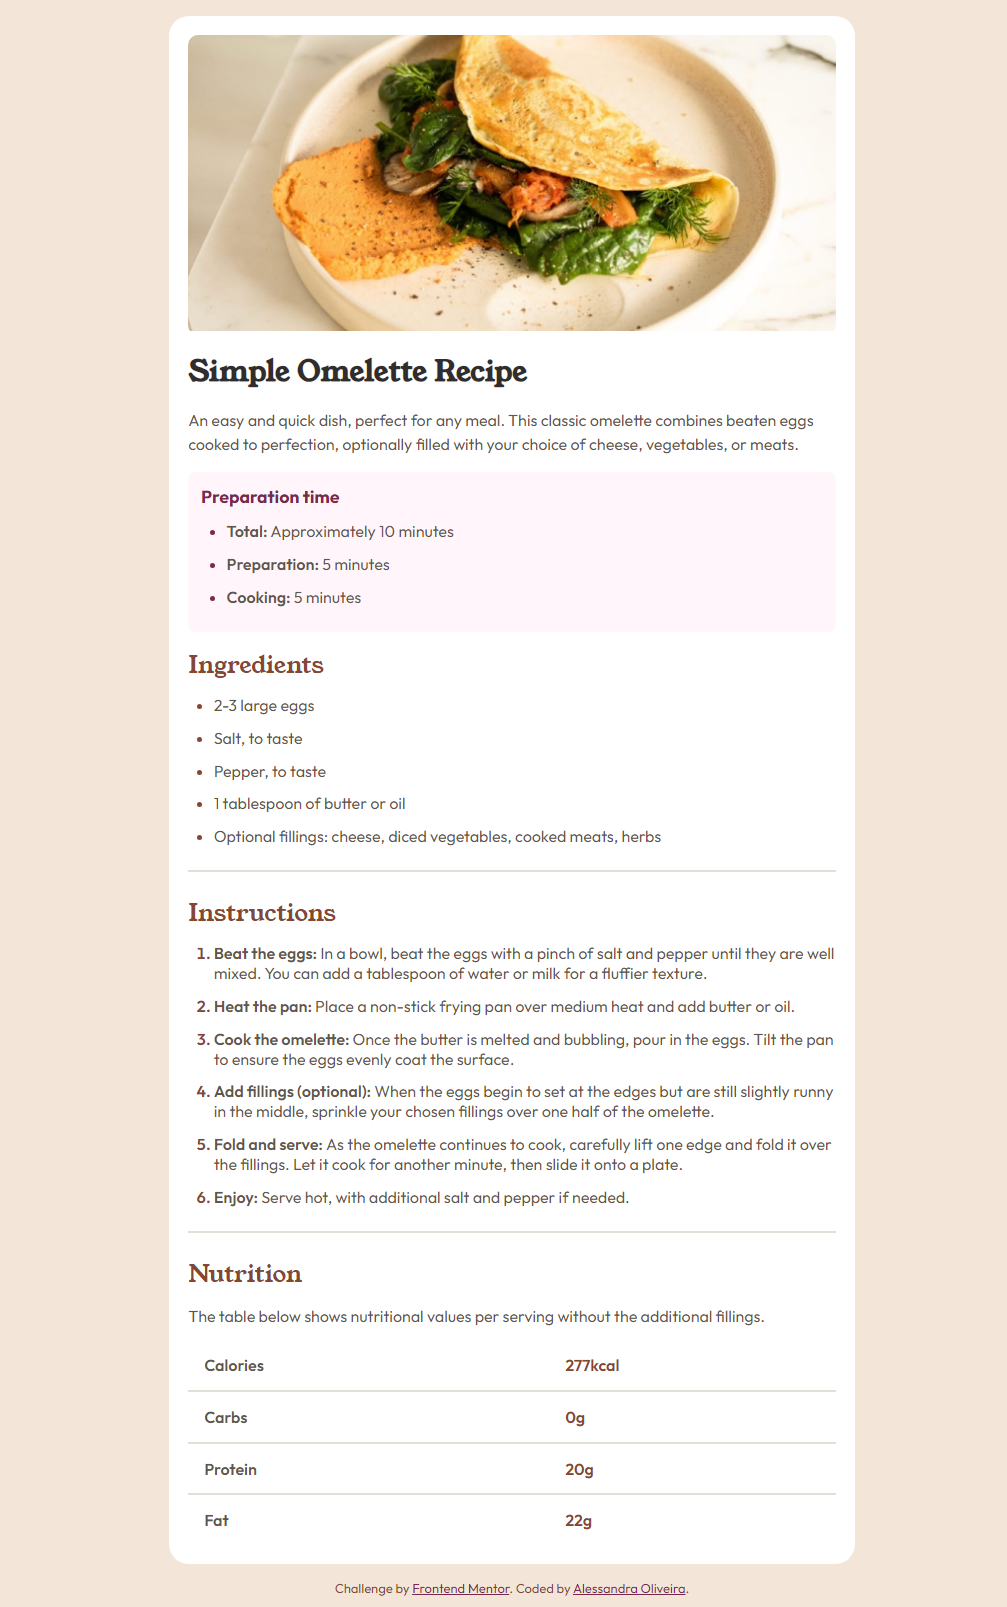 Simple Omelette Recipe
An easy and quick dish, perfect for any meal. This classic omelette combines beaten eggs
cooked to perfection, optionally filled with your choice of cheese, vegetables, or meats.
Preparation time
• Total: Approximately 10 minutes
• Preparation: 5 minutes
• Cooking: 5 minutes
Ingredients
• 2-3 large eggs
• Salt, to taste
• Pepper, to taste
• 1 tablespoon of butter or oil
• Optional fillings: cheese, diced vegetables, cooked meats, herbs
Instructions
1. Beat the eggs: In a bowl, beat the eggs with a pinch of salt and pepper until they are well
mixed. You can add a tablespoon of water or milk for a fluffier texture.
2. Heat the pan: Place a non-stick frying pan over medium heat and add butter or oil.
3. Cook the omelette: Once the butter is melted and bubbling, pour in the eggs. Tilt the pan
to ensure the eggs evenly coat the surface.
4. Add fillings (optional): When the eggs begin to set at the edges but are still slightly runny
in the middle, sprinkle your chosen fillings over one half of the omelette.
5. Fold and serve: As the omelette continues to cook, carefully lift one edge and fold it over
the fillings. Let it cook for another minute, then slide it onto a plate.
6. Enjoy: Serve hot, with additional salt and pepper if needed.
Nutrition
The table below shows nutritional values per serving without the additional fillings.
Calories 277kcal
Carbs 0g
Protein 20g
Fat 22g
Challenge by Frontend Mentor. Coded by Alessandra Oliveira.